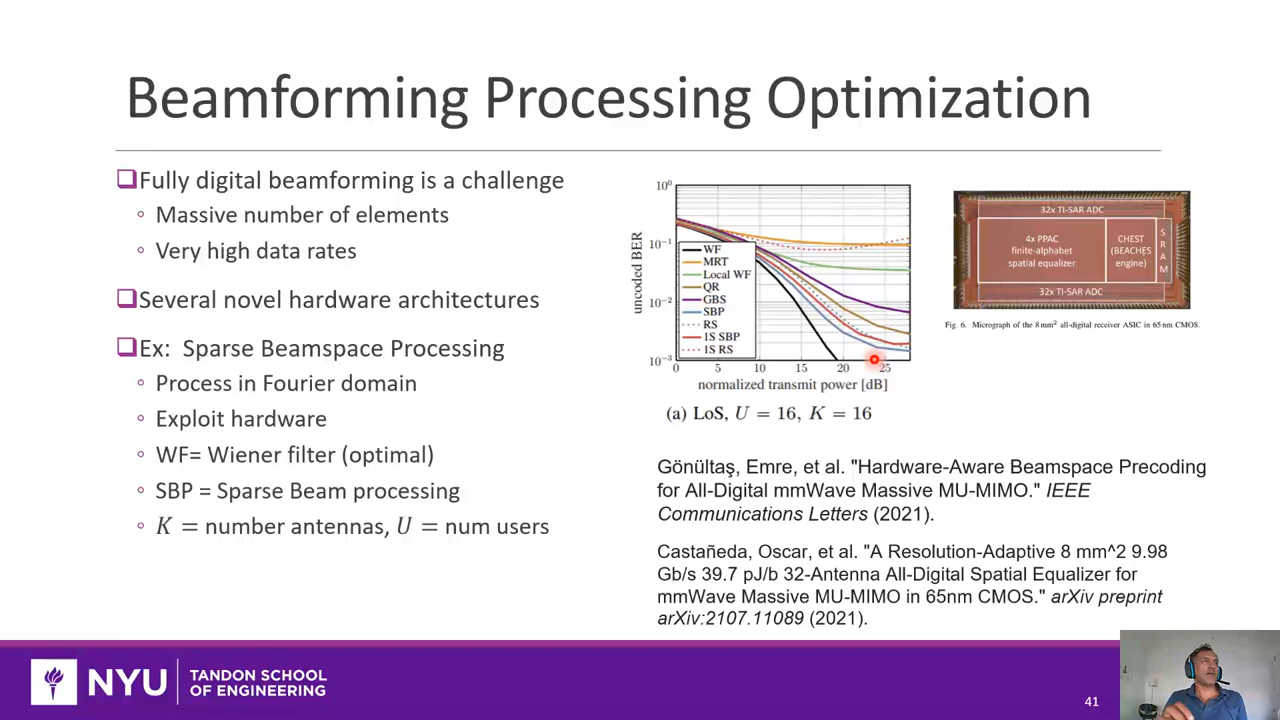 Beamforming Processing Optimization
❑Fully digital beamforming is a challenge
◦ Massive number of elements
◦ Very high data rates
❑Several novel hardware architectures
❑Ex: Sparse Beamspace Processing
◦ Process in Fourier domain
◦ Exploit hardware
◦ WF= Wiener filter (optimal)
◦ SBP = Sparse Beam processing
◦ K = number antennas, U = num users
10⁰
10⁻¹
10⁻²
10⁻³
uncoded BER
WF
MRT
Local WF
QR
GBS
SBP
RS
1S SBP
1S RS
0 5 10 15 20 25
normalized transmit power [dB]
(a) LoS, U = 16, K = 16
32x TI-SAR ADC
4x PPAC
finite-alphabet
spatial equalizer
CHEST
(BEACHES
engine)
SRAM
32x TI-SAR ADC
Fig. 6. Micrograph of the 8 mm² all-digital receiver ASIC in 65 nm CMOS.
Gönültaş, Emre, et al. "Hardware-Aware Beamspace Precoding
for All-Digital mmWave Massive MU-MIMO." IEEE
Communications Letters (2021).
Castañeda, Oscar, et al. "A Resolution-Adaptive 8 mm^2 9.98
Gb/s 39.7 pJ/b 32-Antenna All-Digital Spatial Equalizer for
mmWave Massive MU-MIMO in 65nm CMOS." arXiv preprint
arXiv:2107.11089 (2021).
NYU
TANDON SCHOOL
OF ENGINEERING
41